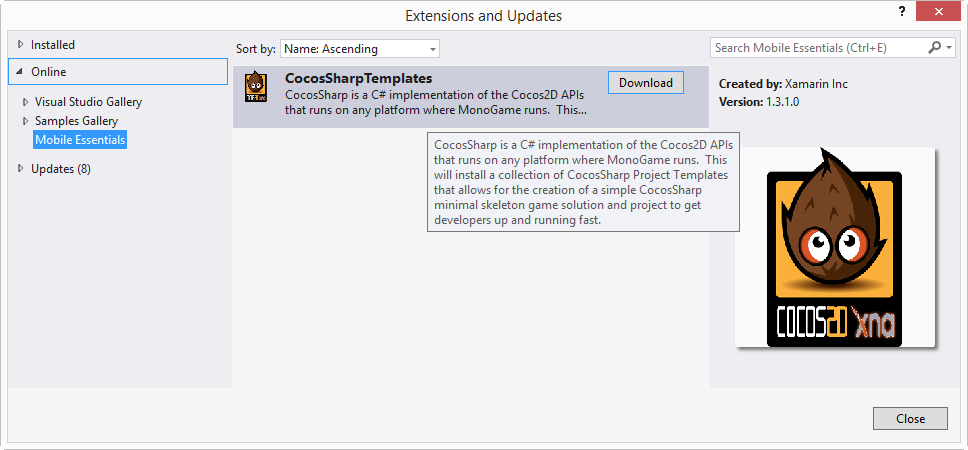 Extensions and Updates
?
Installed
Online
Visual Studio Gallery
Samples Gallery
Mobile Essentials
Updates (8)
Sort by: Name: Ascending
CocosSharpTemplates
CocosSharp is a C# implementation of the Cocos2D APIs
that runs on any platform where MonoGame runs.  This...
Download
CocosSharp is a C# implementation of the Cocos2D APIs
that runs on any platform where MonoGame runs.  This
will install a collection of CocosSharp Project Templates
that allows for the creation of a simple CocosSharp
minimal skeleton game solution and project to get
developers up and running fast.
Search Mobile Essentials (Ctrl+E)
Created by: Xamarin Inc
Version: 1.3.1.0
COCOS2D xna
Close